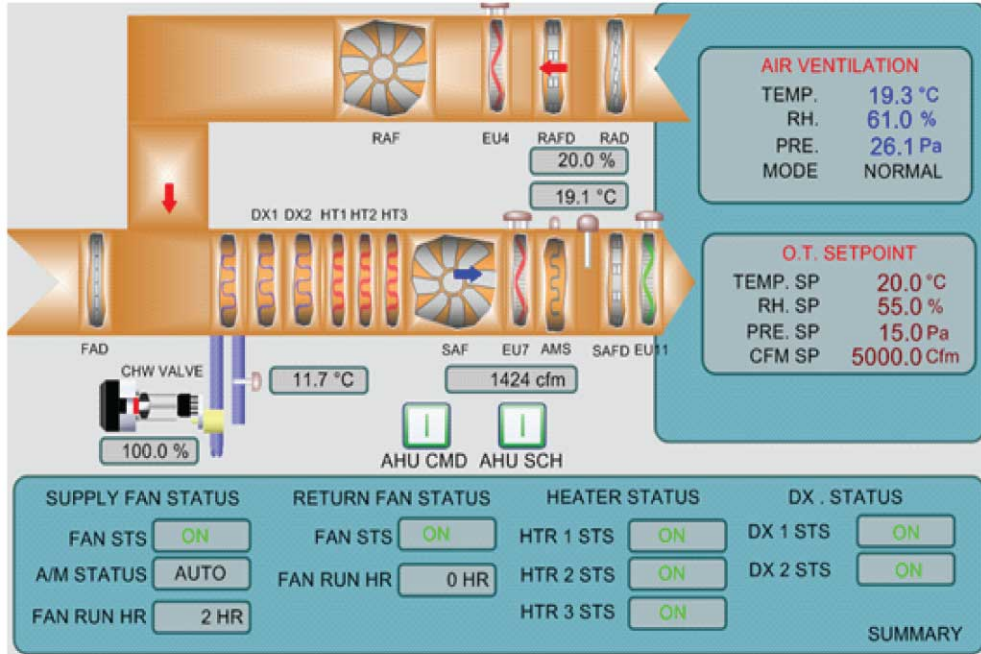 AIR VENTILATION
TEMP. 19.3 °C
RH. 61.0 %
PRE. 26.1 Pa
MODE NORMAL
RAF EU4 RAFD RAD
20.0 %
19.1 °C
DX1 DX2 HT1 HT2 HT3
O.T. SETPOINT
TEMP. SP 20.0 °C
RH. SP 55.0 %
PRE. SP 15.0 Pa
CFM SP 5000.0 Cfm
FAD SAF EU7 AMS SAFD EU11
CHW VALVE
11.7 °C
1424 cfm
100.0 %
AHU CMD AHU SCH
SUPPLY FAN STATUS
FAN STS ON
A/M STATUS AUTO
FAN RUN HR 2 HR
RETURN FAN STATUS
FAN STS ON
FAN RUN HR 0 HR
HEATER STATUS
HTR 1 STS ON
HTR 2 STS ON
HTR 3 STS ON
DX . STATUS
DX 1 STS ON
DX 2 STS ON
SUMMARY